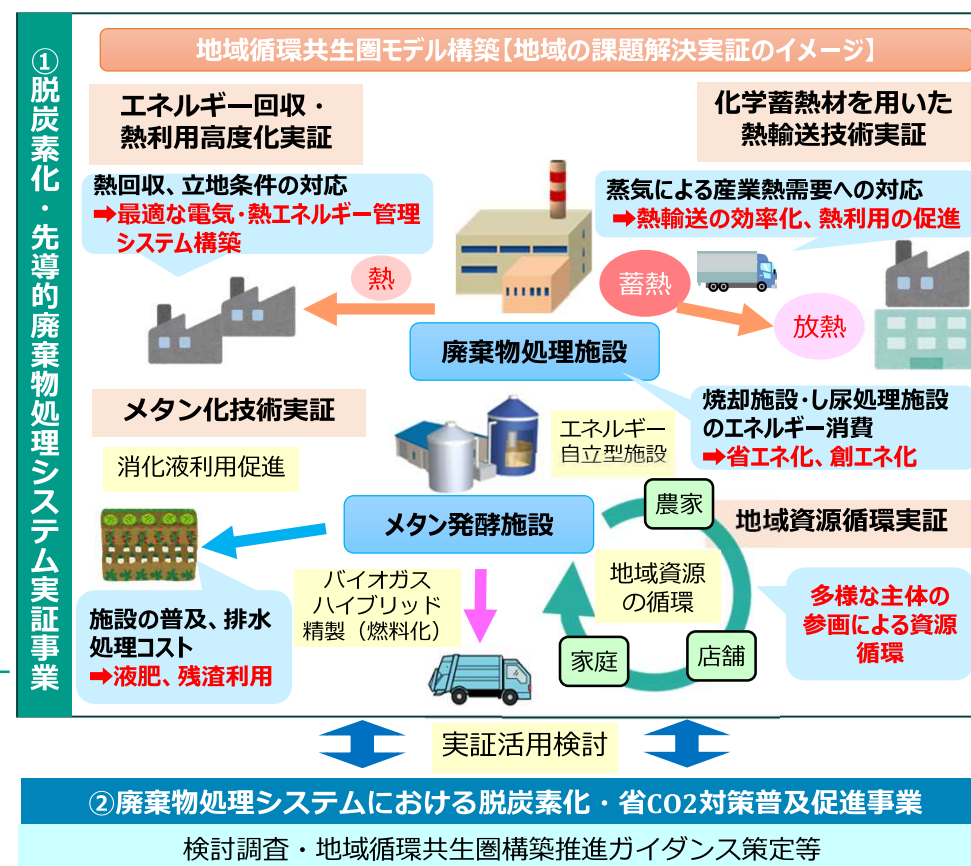 ①脱炭素化・先導的廃棄物処理システム実証事業
地域循環共生圏モデル構築【地域の課題解決実証のイメージ】
エネルギー回収・
熱利用高度化実証
化学蓄熱材を用いた
熱輸送技術実証
熱回収、立地条件の対応
➡最適な電気・熱エネルギー管理
システム構築
蒸気による産業熱需要への対応
➡熱輸送の効率化、熱利用の促進
熱
蓄熱
放熱
廃棄物処理施設
メタン化技術実証
消化液利用促進
エネルギー
自立型施設
焼却施設・し尿処理施設
のエネルギー消費
➡省エネ化、創エネ化
メタン発酵施設
農家
地域資源循環実証
バイオガス
ハイブリッド
精製（燃料化）
地域資源
の循環
施設の普及、排水
処理コスト
➡液肥、残渣利用
家庭
店舗
多様な主体の
参画による資源
循環
実証活用検討
②廃棄物処理システムにおける脱炭素化・省CO2対策普及促進事業
検討調査・地域循環共生圏構築推進ガイダンス策定等